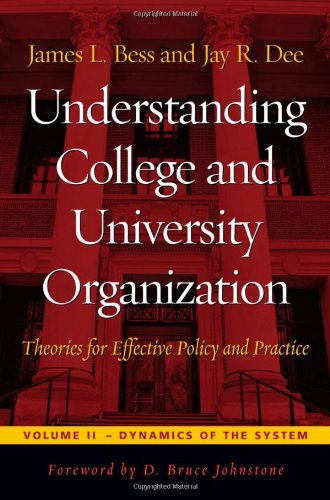 James L. Bess and Jay R. Dee
Understanding
College and
University
Organization
Theories for Effective Policy and Practice
VOLUME II – DYNAMICS OF THE SYSTEM
Foreword by D. Bruce Johnstone